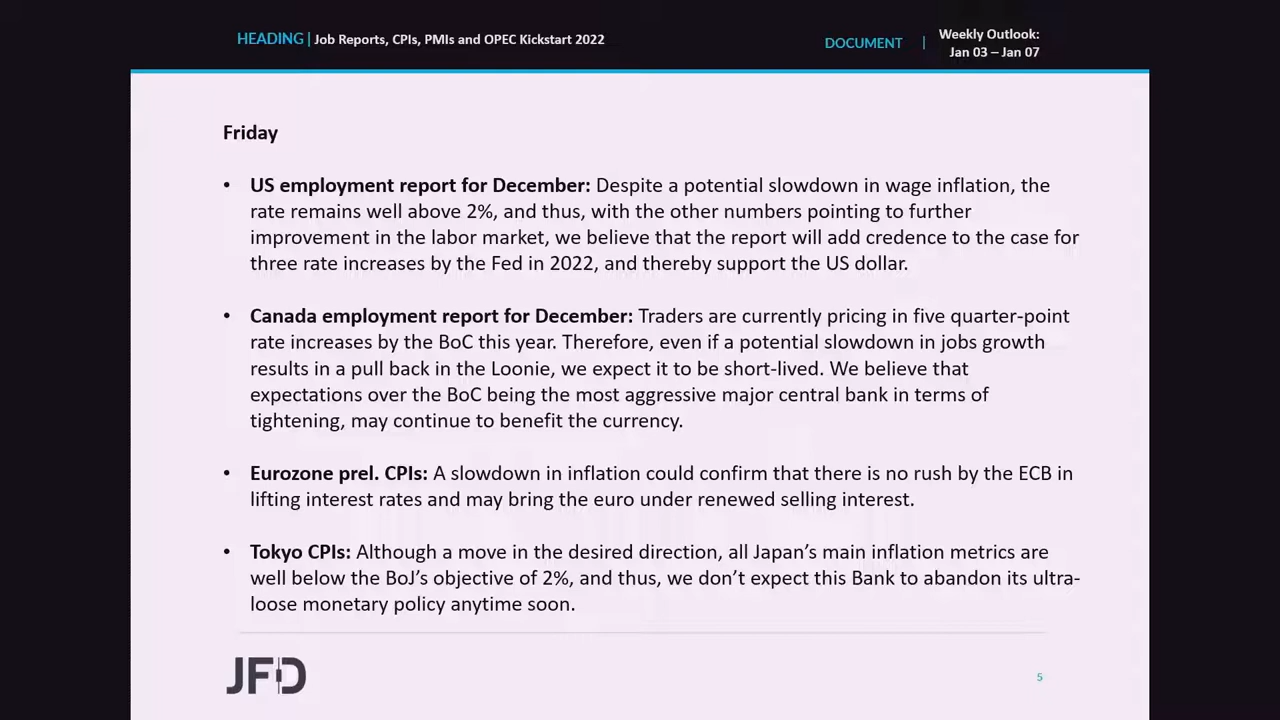 HEADING | Job Reports, CPIs, PMIs and OPEC Kickstart 2022
DOCUMENT | Weekly Outlook:
Jan 03 – Jan 07
Friday
• US employment report for December: Despite a potential slowdown in wage inflation, the
rate remains well above 2%, and thus, with the other numbers pointing to further
improvement in the labor market, we believe that the report will add credence to the case for
three rate increases by the Fed in 2022, and thereby support the US dollar.
• Canada employment report for December: Traders are currently pricing in five quarter-point
rate increases by the BoC this year. Therefore, even if a potential slowdown in jobs growth
results in a pull back in the Loonie, we expect it to be short-lived. We believe that
expectations over the BoC being the most aggressive major central bank in terms of
tightening, may continue to benefit the currency.
• Eurozone prel. CPIs: A slowdown in inflation could confirm that there is no rush by the ECB in
lifting interest rates and may bring the euro under renewed selling interest.
• Tokyo CPIs: Although a move in the desired direction, all Japan’s main inflation metrics are
well below the BoJ’s objective of 2%, and thus, we don’t expect this Bank to abandon its ultra-
loose monetary policy anytime soon.
JFD
5